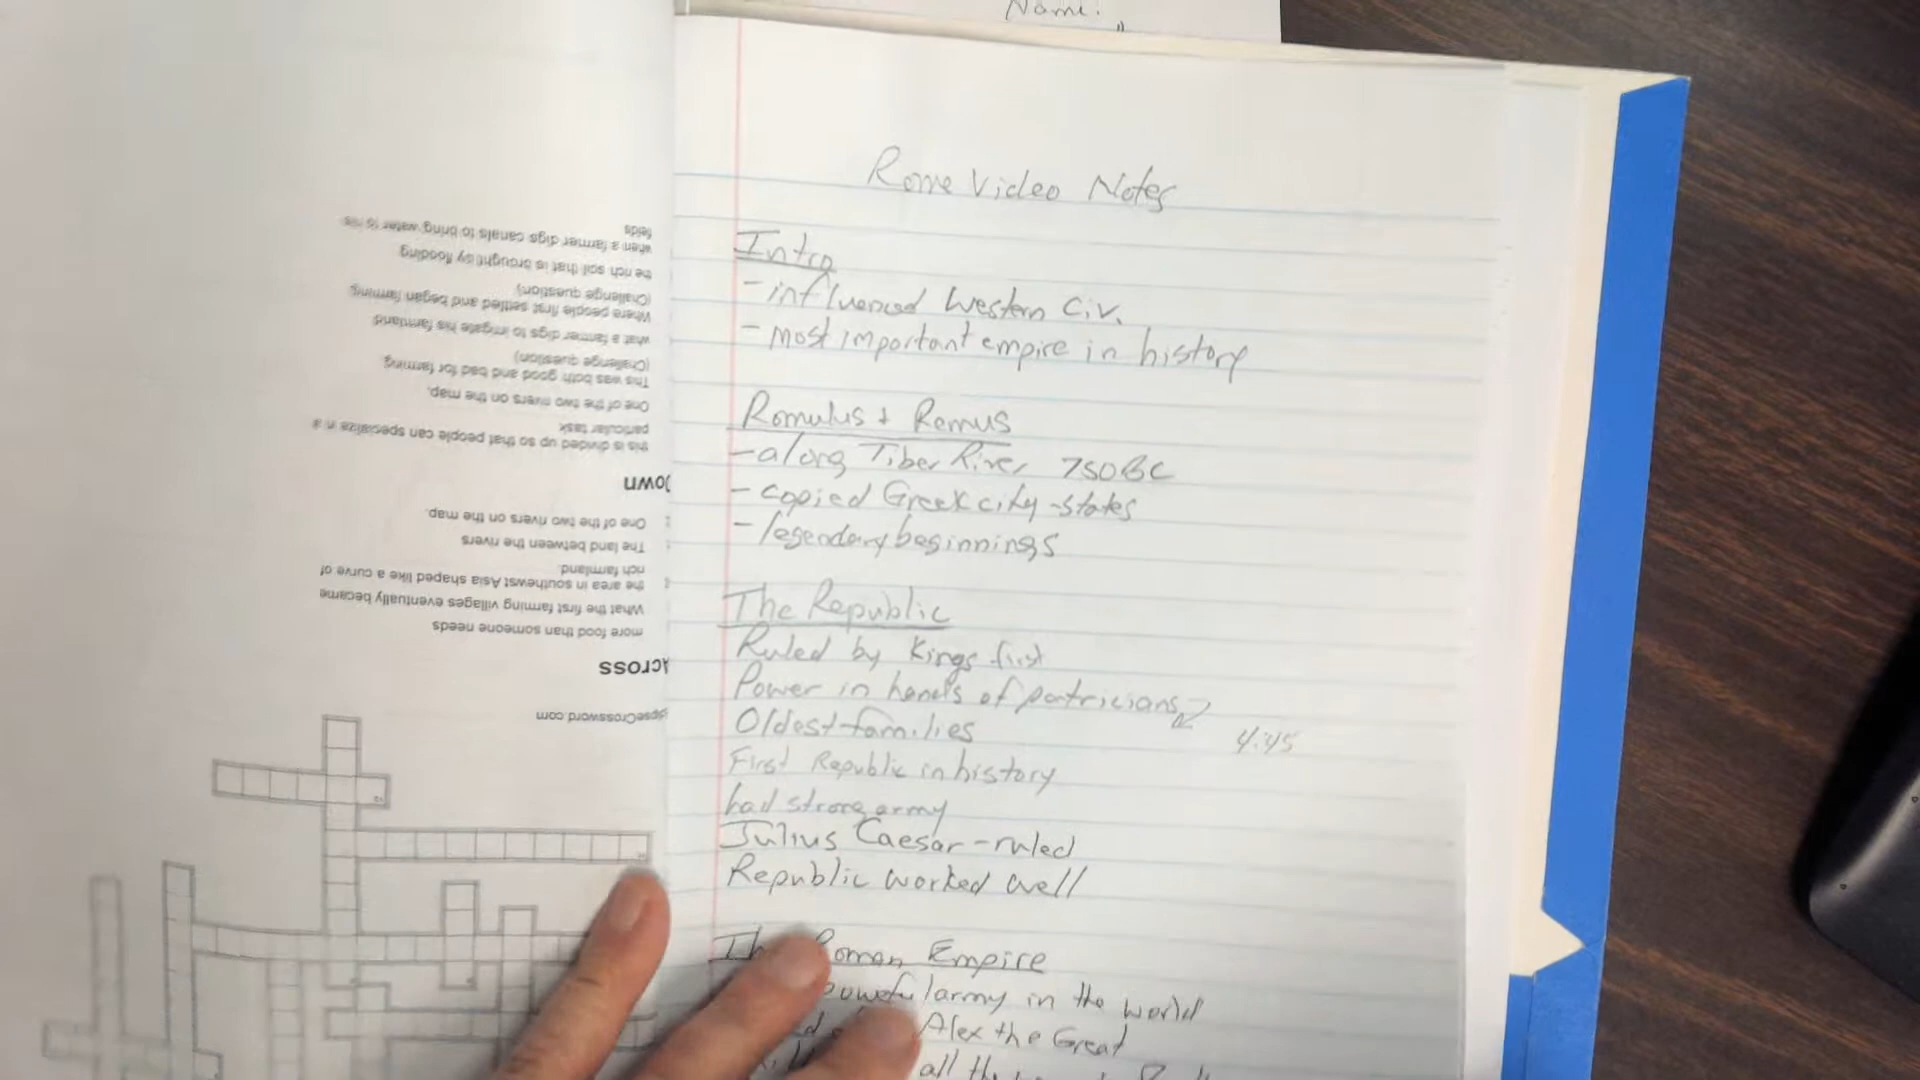 Name:
Rome Video Notes
Intro
- influenced Western Civ.
- most important empire in history
Romulus + Remus
- along Tiber River 750BC
- copied Greek city-states
- legendary beginnings
The Republic
Ruled by Kings first
Power in hands of patricians
Oldest families
4:45
First Republic in history
had strong army
Julius Caesar - ruled
Republic worked well
The Roman Empire
powerful army in the world
Alex the Great
all the
fields
when a farmer digs canals to bring water to his
the rich soil that is brought by flooding
(Challenge question)
Where people first settled and began farming.
what a farmer digs to irrigate his farmland
(Challenge question)
This was both good and bad for farming.
One of the two rivers on the map.
particular task
this is divided up so that people can specialize in a
Down
One of the two rivers on the map.
The land between the rivers
rich farmland.
the area in southwest Asia shaped like a curve of
What the first farming villages eventually became
more food than someone needs
Across
Crossword.com